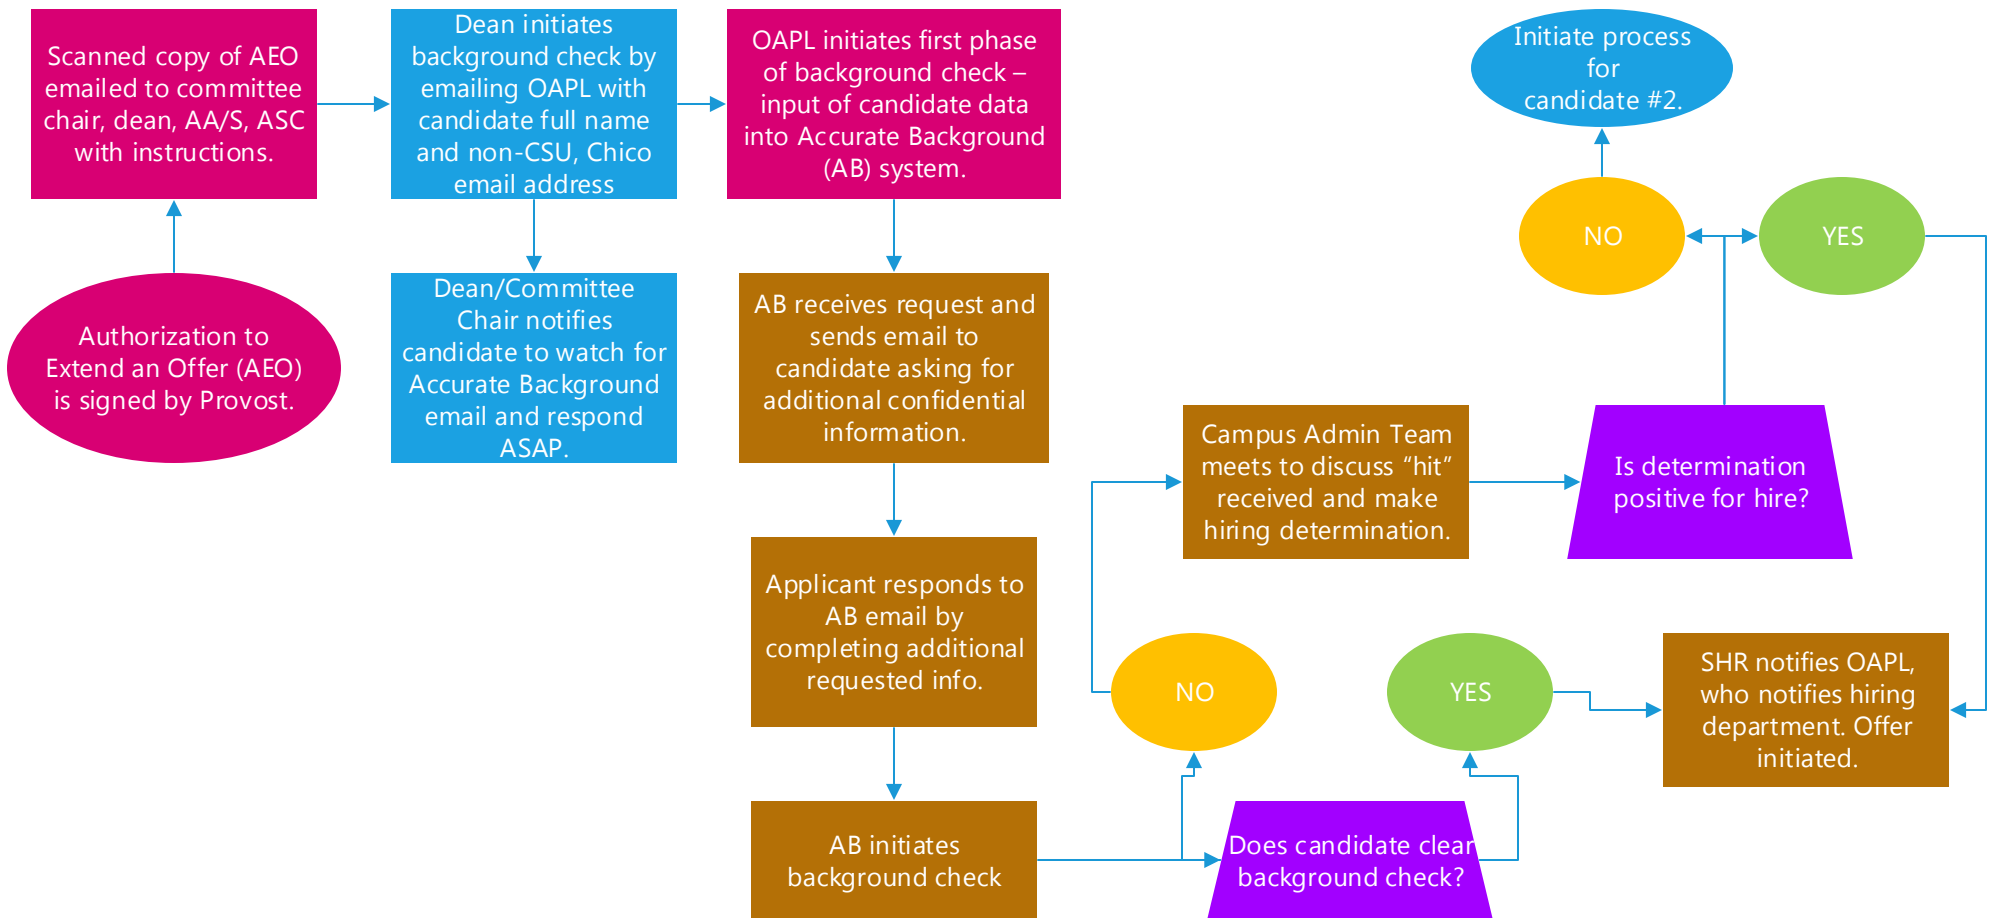 Scanned copy of AEO
emailed to committee
chair, dean, AA/S, ASC
with instructions.
Dean initiates
background check by
emailing OAPL with
candidate full name
and non-CSU, Chico
email address
OAPL initiates first phase
of background check –
input of candidate data
into Accurate Background
(AB) system.
Initiate process
for
candidate #2.
NO
YES
Authorization to
Extend an Offer (AEO)
is signed by Provost.
Dean/Committee
Chair notifies
candidate to watch for
Accurate Background
email and respond
ASAP.
AB receives request and
sends email to
candidate asking for
additional confidential
information.
Campus Admin Team
meets to discuss “hit”
received and make
hiring determination.
Is determination
positive for hire?
Applicant responds to
AB email by
completing additional
requested info.
NO
YES
SHR notifies OAPL,
who notifies hiring
department. Offer
initiated.
AB initiates
background check
Does candidate clear
background check?